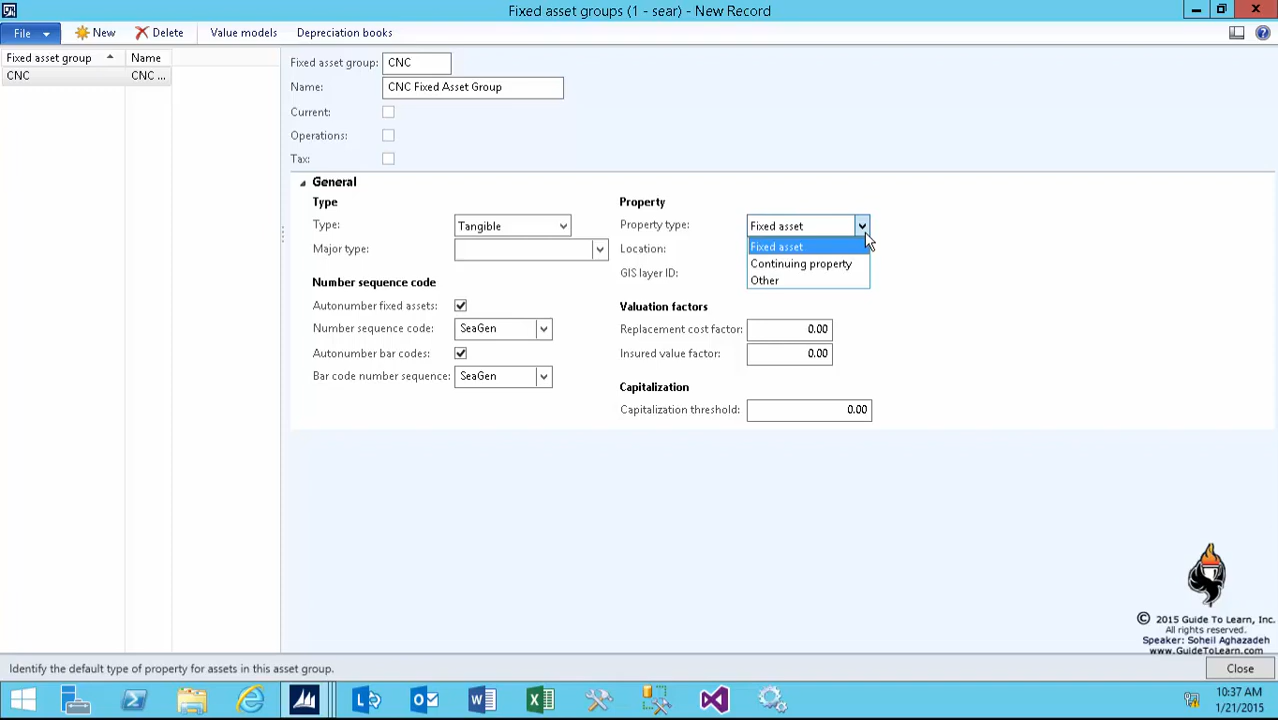 Fixed asset groups (1 - sear) - New Record
File New Delete Value models Depreciation books
Fixed asset group Name
CNC CNC ...
Fixed asset group: CNC
Name: CNC Fixed Asset Group
Current:
Operations:
Tax:
General
Type
Type: Tangible
Major type:
Number sequence code
Autonumber fixed assets:
Number sequence code: SeaGen
Autonumber bar codes:
Bar code number sequence: SeaGen
Property
Property type: Fixed asset
Fixed asset
Continuing property
Other
Location:
GIS layer ID:
Valuation factors
Replacement cost factor: 0.00
Insured value factor: 0.00
Capitalization
Capitalization threshold: 0.00
© 2015 Guide To Learn, Inc.
All rights reserved.
Speaker: Soheil Aghazadeh
www.GuideToLearn.com
Identify the default type of property for assets in this asset group.
Close
10:37 AM
1/21/2015